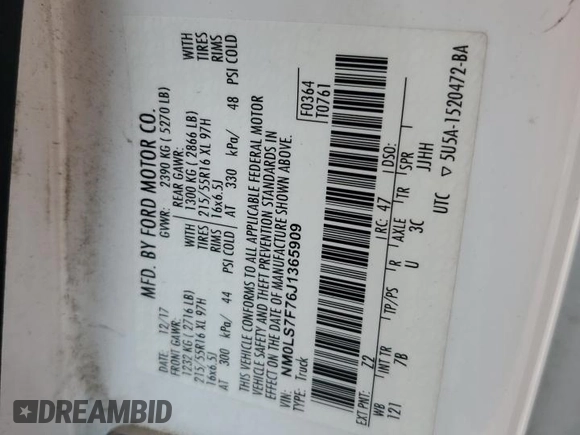 MFD. BY FORD MOTOR CO.
DATE: 12/17 GVWR: 2390 KG ( 5270 LB)
FRONT GAWR: REAR GAWR:
1232 KG ( 2716 LB) WITH 1300 KG ( 2866 LB) WITH
215/55R16 XL 97H TIRES 215/55R16 XL 97H TIRES
16x6.5J RIMS 16x6.5J RIMS
AT 300 kPa/ 44 PSI COLD AT 330 kPa/ 48 PSI COLD
THIS VEHICLE CONFORMS TO ALL APPLICABLE FEDERAL MOTOR
VEHICLE SAFETY AND THEFT PREVENTION STANDARDS IN
EFFECT ON THE DATE OF MANUFACTURE SHOWN ABOVE.
VIN: NM0LS7F76J1365909
TYPE: Truck
F0364
T0761
EXT PNT: Z2 RC: 47 DSO:
WB INT TR TP/PS R AXLE TR SPR
121 7B U 3C JJHH
UTC ▽ 5U5A-1520472-BA
DREAMBID